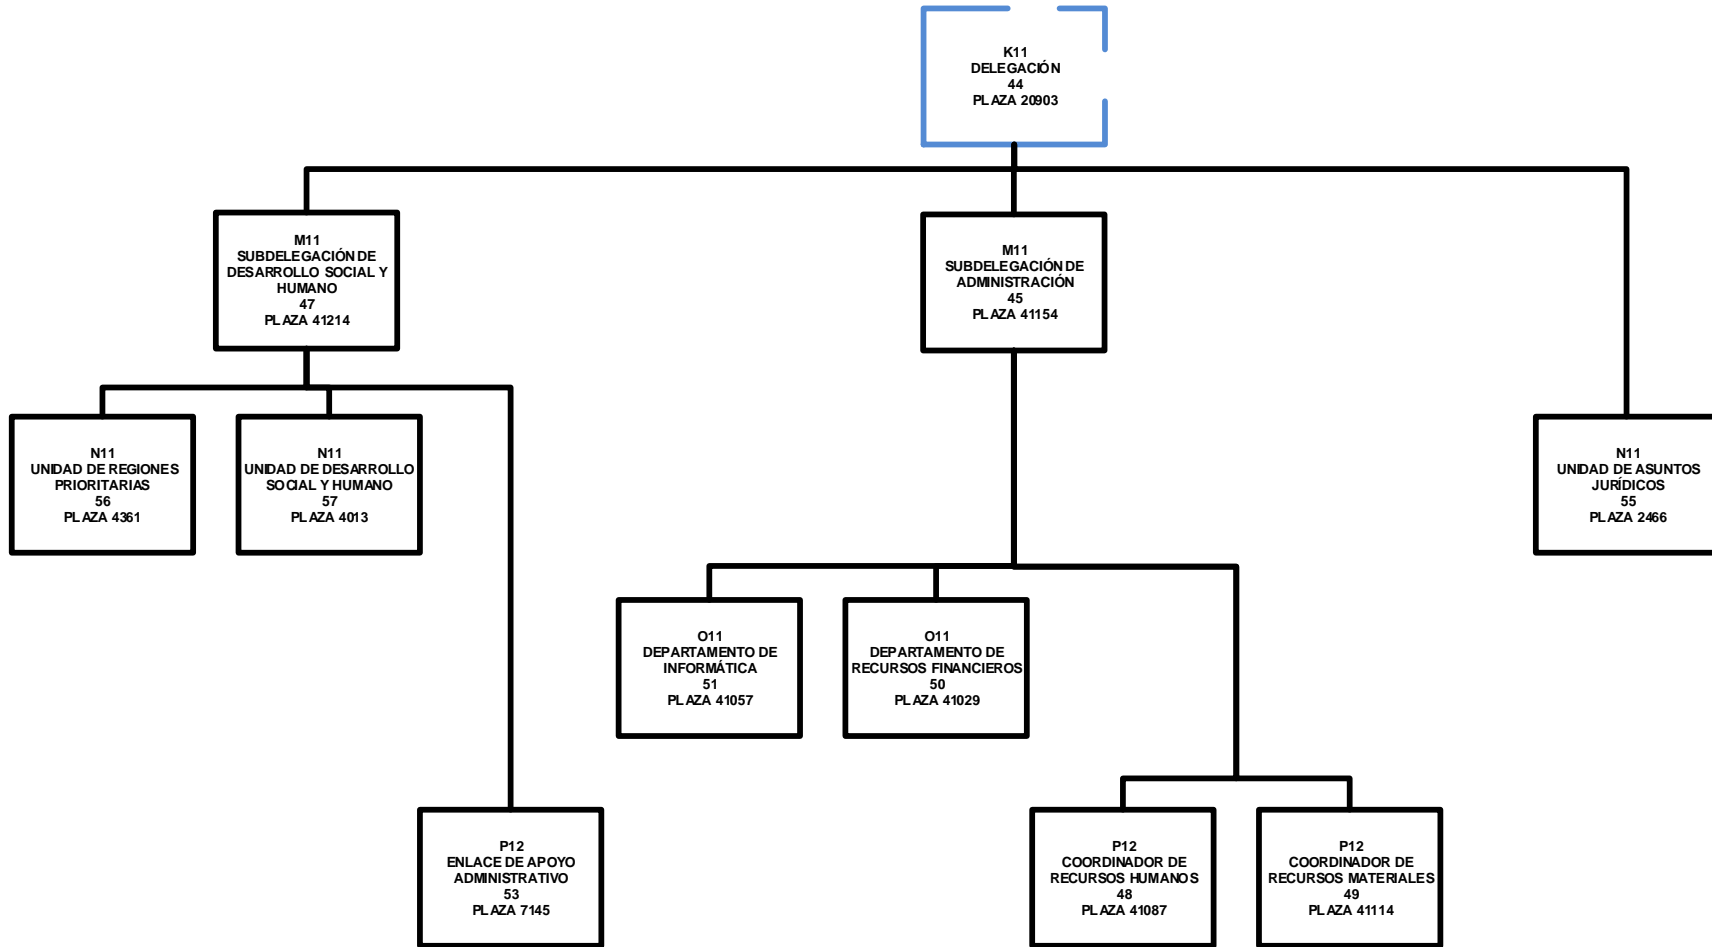 K11
DELEGACIÓN
44
PLAZA 20903
M11
SUBDELEGACIÓN DE
DESARROLLO SOCIAL Y
HUMANO
47
PLAZA 41214
M11
SUBDELEGACIÓN DE
ADMINISTRACIÓN
45
PLAZA 41154
N11
UNIDAD DE REGIONES
PRIORITARIAS
56
PLAZA 4361
N11
UNIDAD DE DESARROLLO
SOCIAL Y HUMANO
57
PLAZA 4013
N11
UNIDAD DE ASUNTOS
JURÍDICOS
55
PLAZA 2466
O11
DEPARTAMENTO DE
INFORMÁTICA
51
PLAZA 41057
O11
DEPARTAMENTO DE
RECURSOS FINANCIEROS
50
PLAZA 41029
P12
ENLACE DE APOYO
ADMINISTRATIVO
53
PLAZA 7145
P12
COORDINADOR DE
RECURSOS HUMANOS
48
PLAZA 41087
P12
COORDINADOR DE
RECURSOS MATERIALES
49
PLAZA 41114